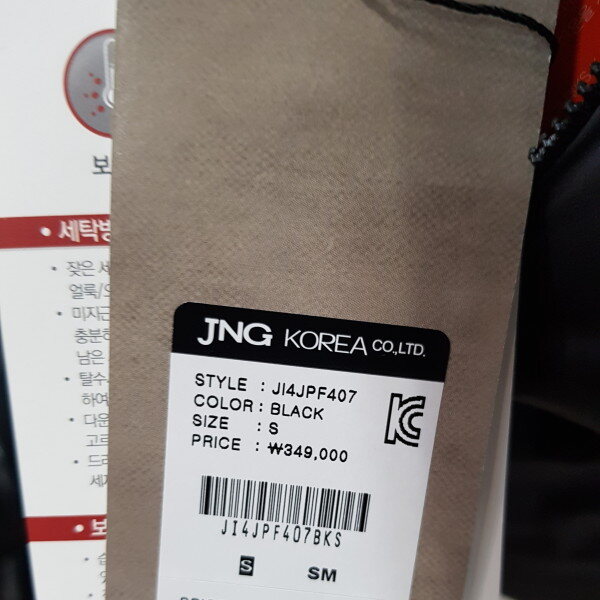 세탁방
• 잦은 세
얼룩/오
• 미지근
충분히
남은
• 탈수
하여
• 다운
고르
• 드라
세제
JNG KOREA CO.,LTD.
STYLE : JI4JPF407
COLOR : BLACK
SIZE : S
PRICE : ₩349,000
KC
JI4JPF407BKS
S SM